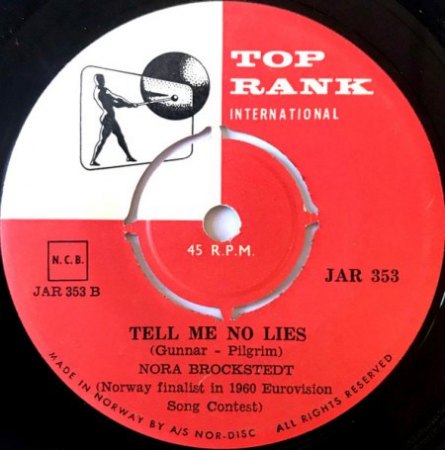 TOP
RANK
INTERNATIONAL
45 R.P.M.
N.C.B.
JAR 353 B
JAR 353
TELL ME NO LIES
(Gunnar - Pilgrim)
NORA BROCKSTEDT
(Norway finalist in 1960 Eurovision
Song Contest)
MADE IN NORWAY BY A/S NOR-DISC ALL RIGHTS RESERVED